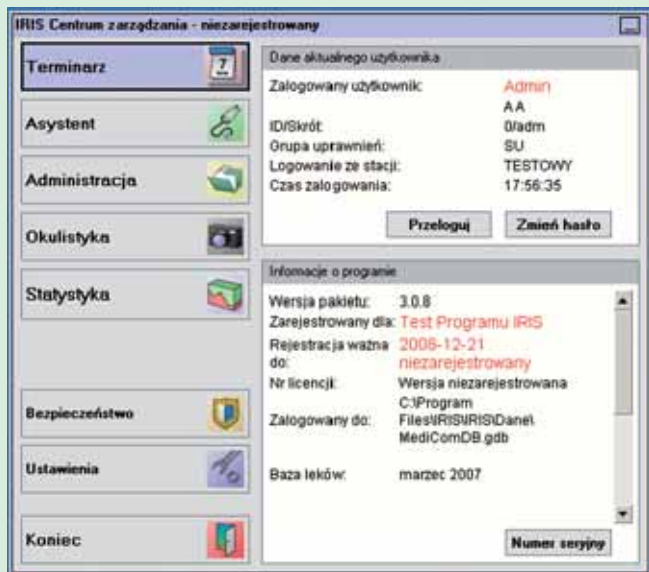 IRIS Centrum zarządzania - niezarejestrowany
Terminarz
7
Asystent
Administracja
Okulistyka
Statystyka
Bezpieczeństwo
Ustawienia
Koniec
Dane aktualnego użytkownika
Zalogowany użytkownik: Admin
A A
ID/Skrót: 0/adm
Grupa uprawnień: SU
Logowanie ze stacji: TESTOWY
Czas zalogowania: 17:56:35
Przeloguj Zmień hasło
Informacje o programie
Wersja pakietu: 3.0.8
Zarejestrowany dla: Test Programu IRIS
Rejestracja ważna 2006-12-21
do: niezarejestrowany
Nr licencji: Wersja niezarejestrowana
C:\Program
Zalogowany do: Files\IRIS\IRIS\Dane\
MediComDB.gdb
Baza leków: marzec 2007
Numer seryjny